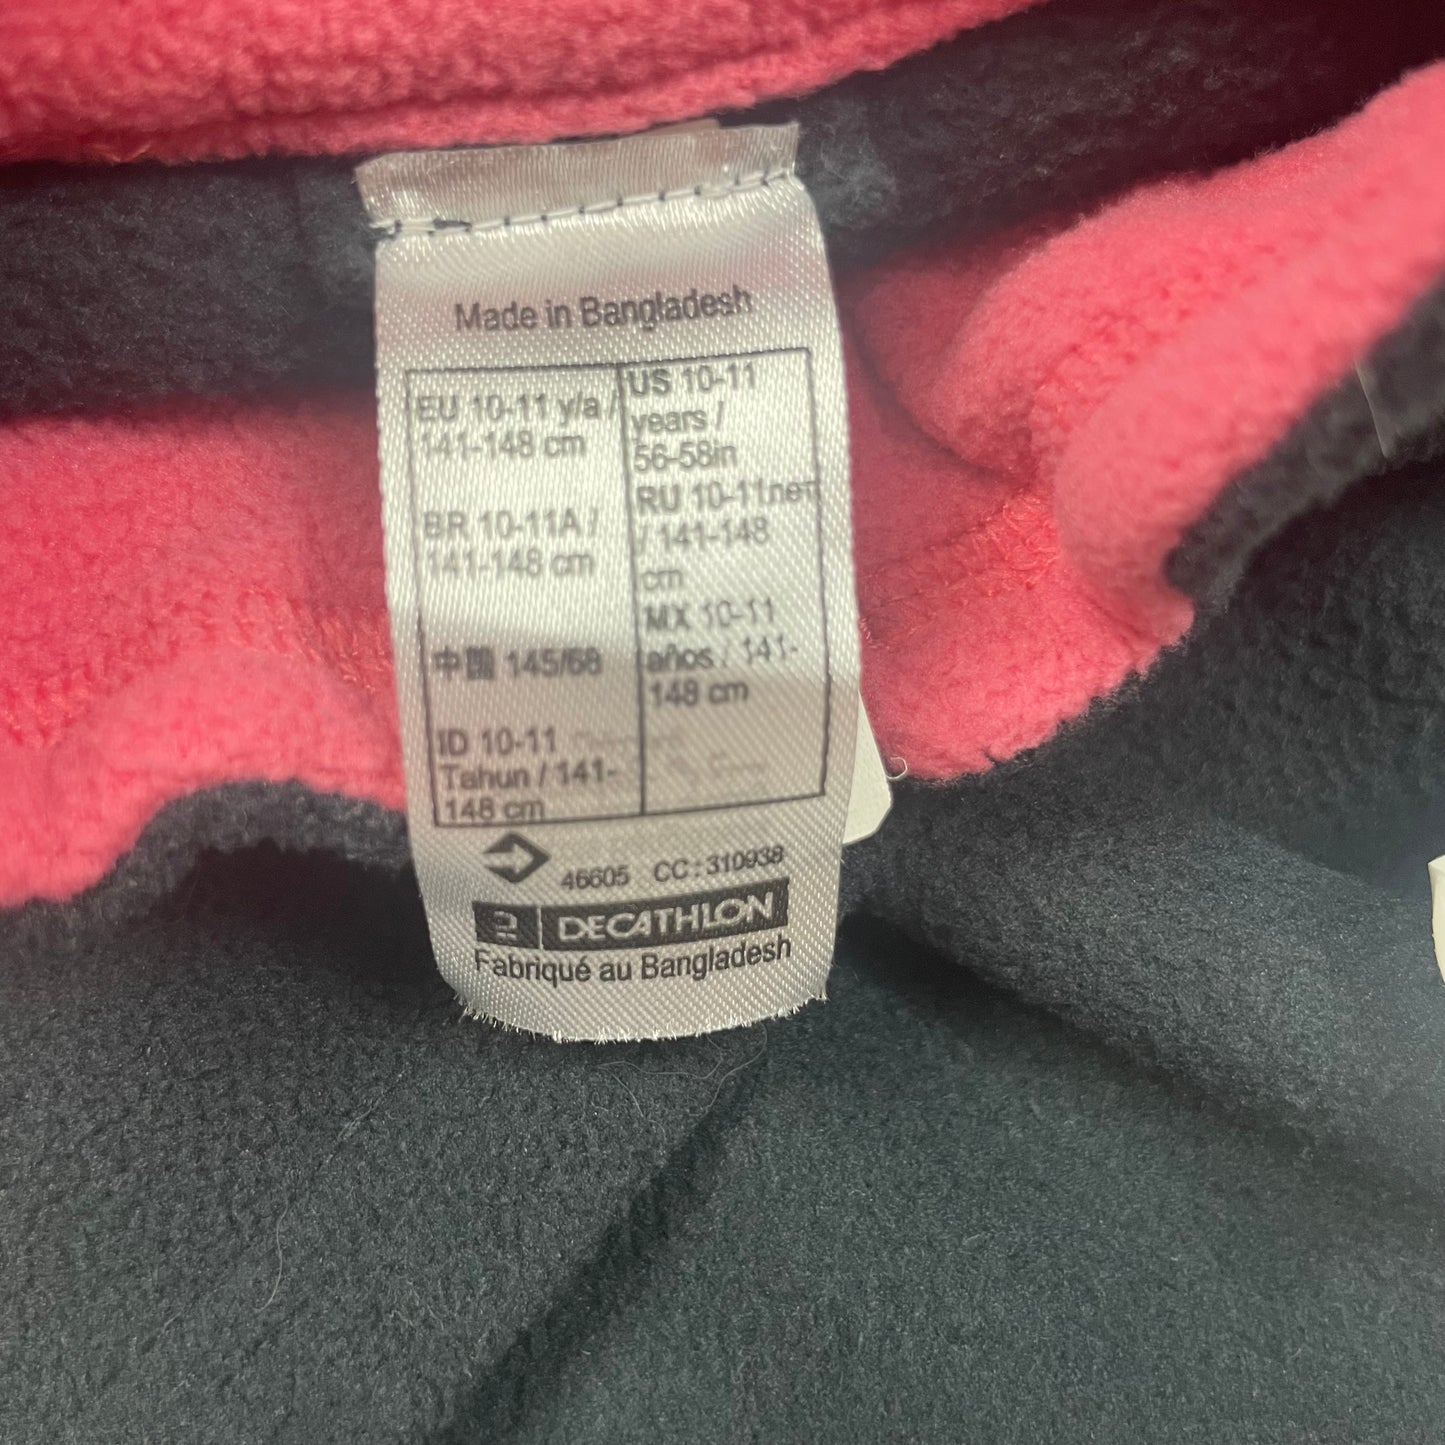 Made in Bangladesh
EU 10-11 y/a /
141-148 cm
BR 10-11A /
141-148 cm
中國 145/68
ID 10-11
Tahun / 141-
148 cm
US 10-11
years /
56-58in
RU 10-11лет
/ 141-148
cm
MX 10-11
años / 141-
148 cm
46605 CC : 310938
DECATHLON
Fabriqué au Bangladesh